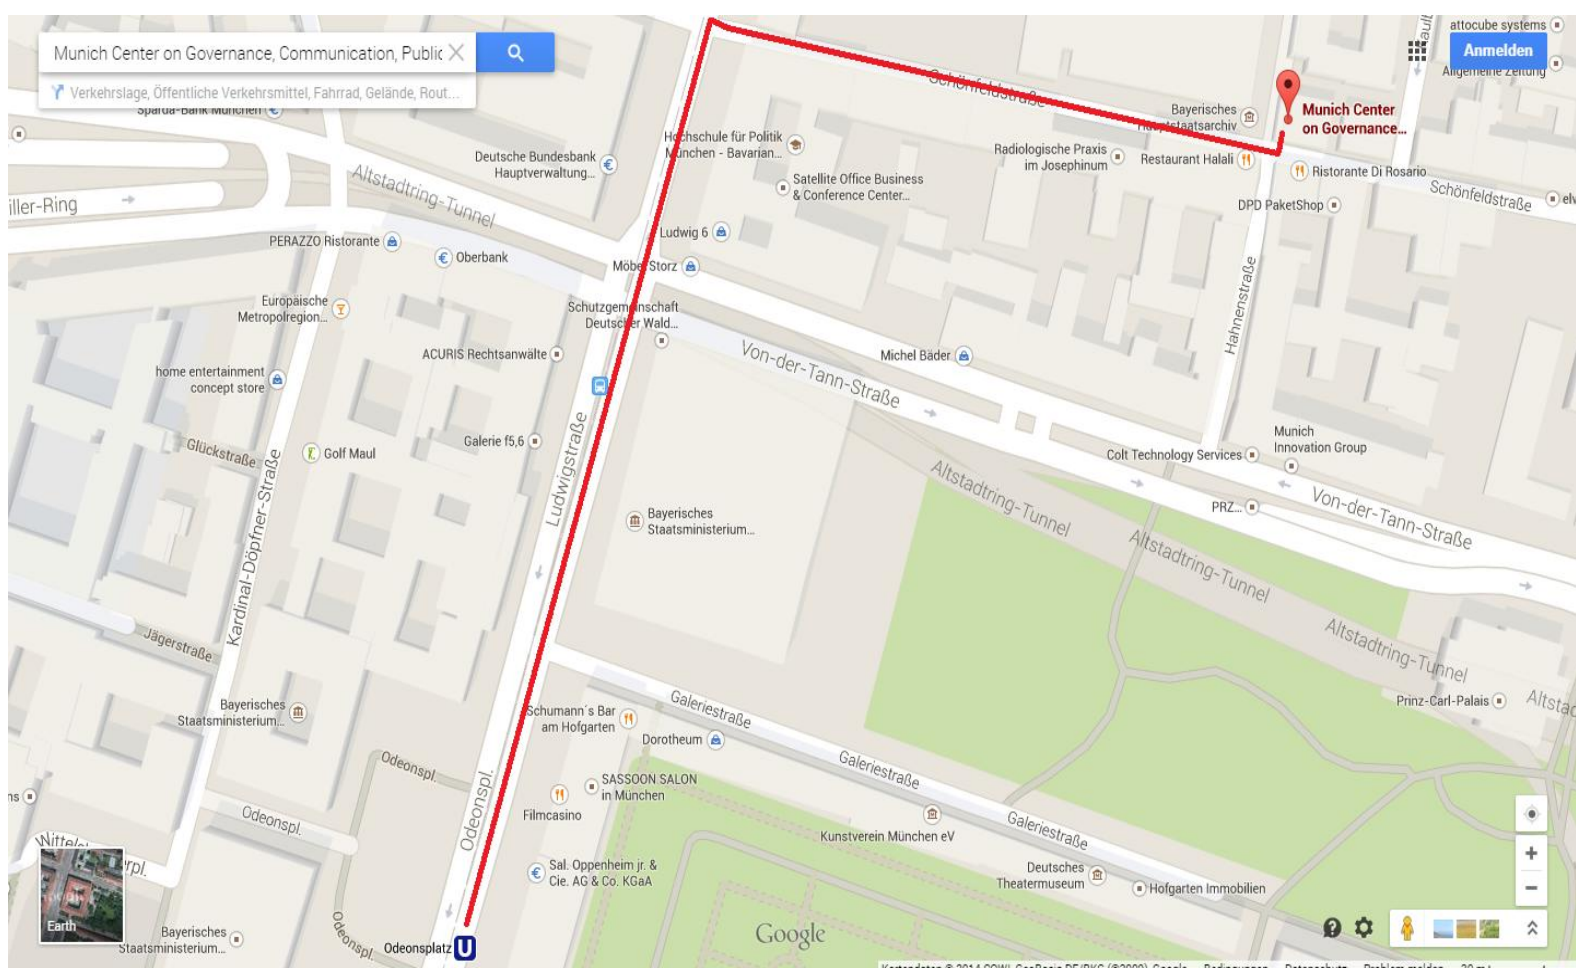 Munich Center on Governance, Communication, Public
Verkehrslage, Öffentliche Verkehrsmittel, Fahrrad, Gelände, Rout...
Sparda-Bank München
attocube systems
Anmelden
Allgemeine Zeitung
Schönfeldstraße
Bayerisches
Hauptstaatsarchiv
Munich Center
on Governance...
Hochschule für Politik
München - Bavarian...
Deutsche Bundesbank
Hauptverwaltung...
Altstadtring-Tunnel
Radiologische Praxis
im Josephinum
Restaurant Halali
Ristorante Di Rosario
Schönfeldstraße
Satellite Office Business
& Conference Center...
iller-Ring
DPD PaketShop
PERAZZO Ristorante
Oberbank
Ludwig 6
Möbel Storz
Hahnenstraße
Europäische
Metropolregion...
Schutzgemeinschaft
Deutscher Wald...
ACURIS Rechtsanwälte
Michel Bäder
Von-der-Tann-Straße
home entertainment
concept store
Glückstraße
Golf Maul
Galerie f5,6
Ludwigstraße
Munich
Innovation Group
Colt Technology Services
Altstadtring-Tunnel
PRZ...
Von-der-Tann-Straße
Bayerisches
Staatsministerium...
Kardinal-Döpfner-Straße
Altstadtring-Tunnel
Jägerstraße
Altstadtring-Tunnel
Prinz-Carl-Palais
Altstad
Bayerisches
Staatsministerium...
Schumann´s Bar
am Hofgarten
Galeriestraße
Dorotheum
Odeonspl.
Galeriestraße
SASSOON SALON
in München
Filmcasino
Odeonspl.
Odeonspl.
Kunstverein München eV
Galeriestraße
Sal. Oppenheim jr. &
Cie. AG & Co. KGaA
Deutsches
Theatermuseum
Hofgarten Immobilien
Earth
Odeonspl.
Bayerisches
Staatsministerium...
Odeonsplatz
U
Google